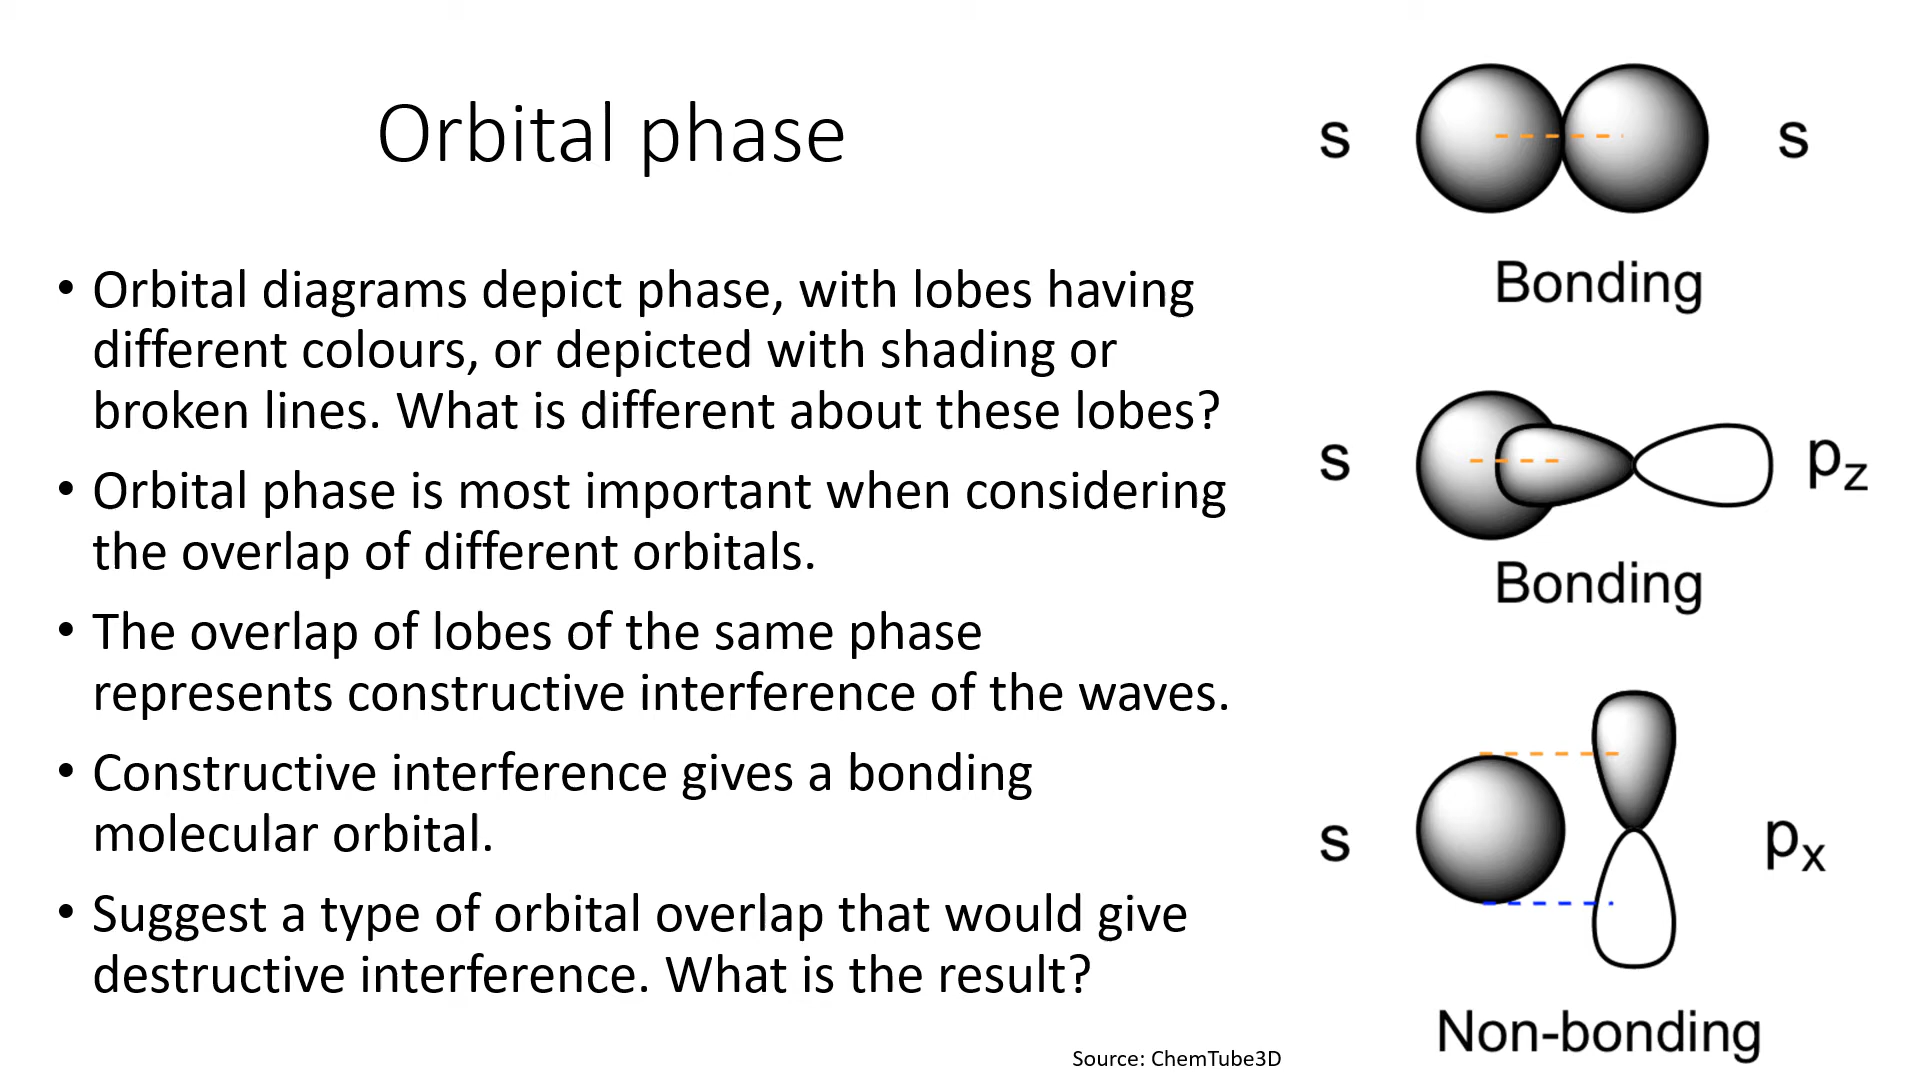 Orbital phase
• Orbital diagrams depict phase, with lobes having
different colours, or depicted with shading or
broken lines. What is different about these lobes?
• Orbital phase is most important when considering
the overlap of different orbitals.
• The overlap of lobes of the same phase
represents constructive interference of the waves.
• Constructive interference gives a bonding
molecular orbital.
• Suggest a type of orbital overlap that would give
destructive interference. What is the result?
s s
Bonding
s pz
Bonding
s px
Non-bonding
Source: ChemTube3D